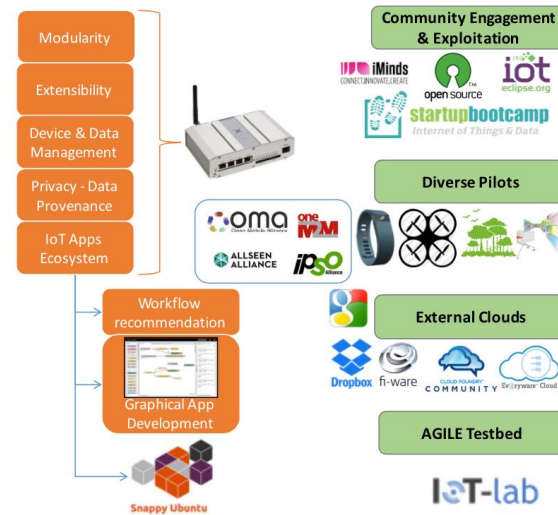 Modularity
Extensibility
Device & Data
Management
Privacy - Data
Provenance
IoT Apps
Ecosystem
Workflow
recommendation
Graphical App
Development
Snappy Ubuntu
oma
Open Mobile Alliance
one
M2M
ALLSEEN
ALLIANCE
ipso
Alliance
Community Engagement
& Exploitation
iMinds
CONNECT.INNOVATE.CREATE
open source
TM
iot
eclipse.org
startupbootcamp
Internet of Things & Data
Diverse Pilots
External Clouds
g
Dropbox
fi-ware
CLOUD FOUNDRY
COMMUNITY
Everyware Cloud
AGILE Testbed
IoT-lab